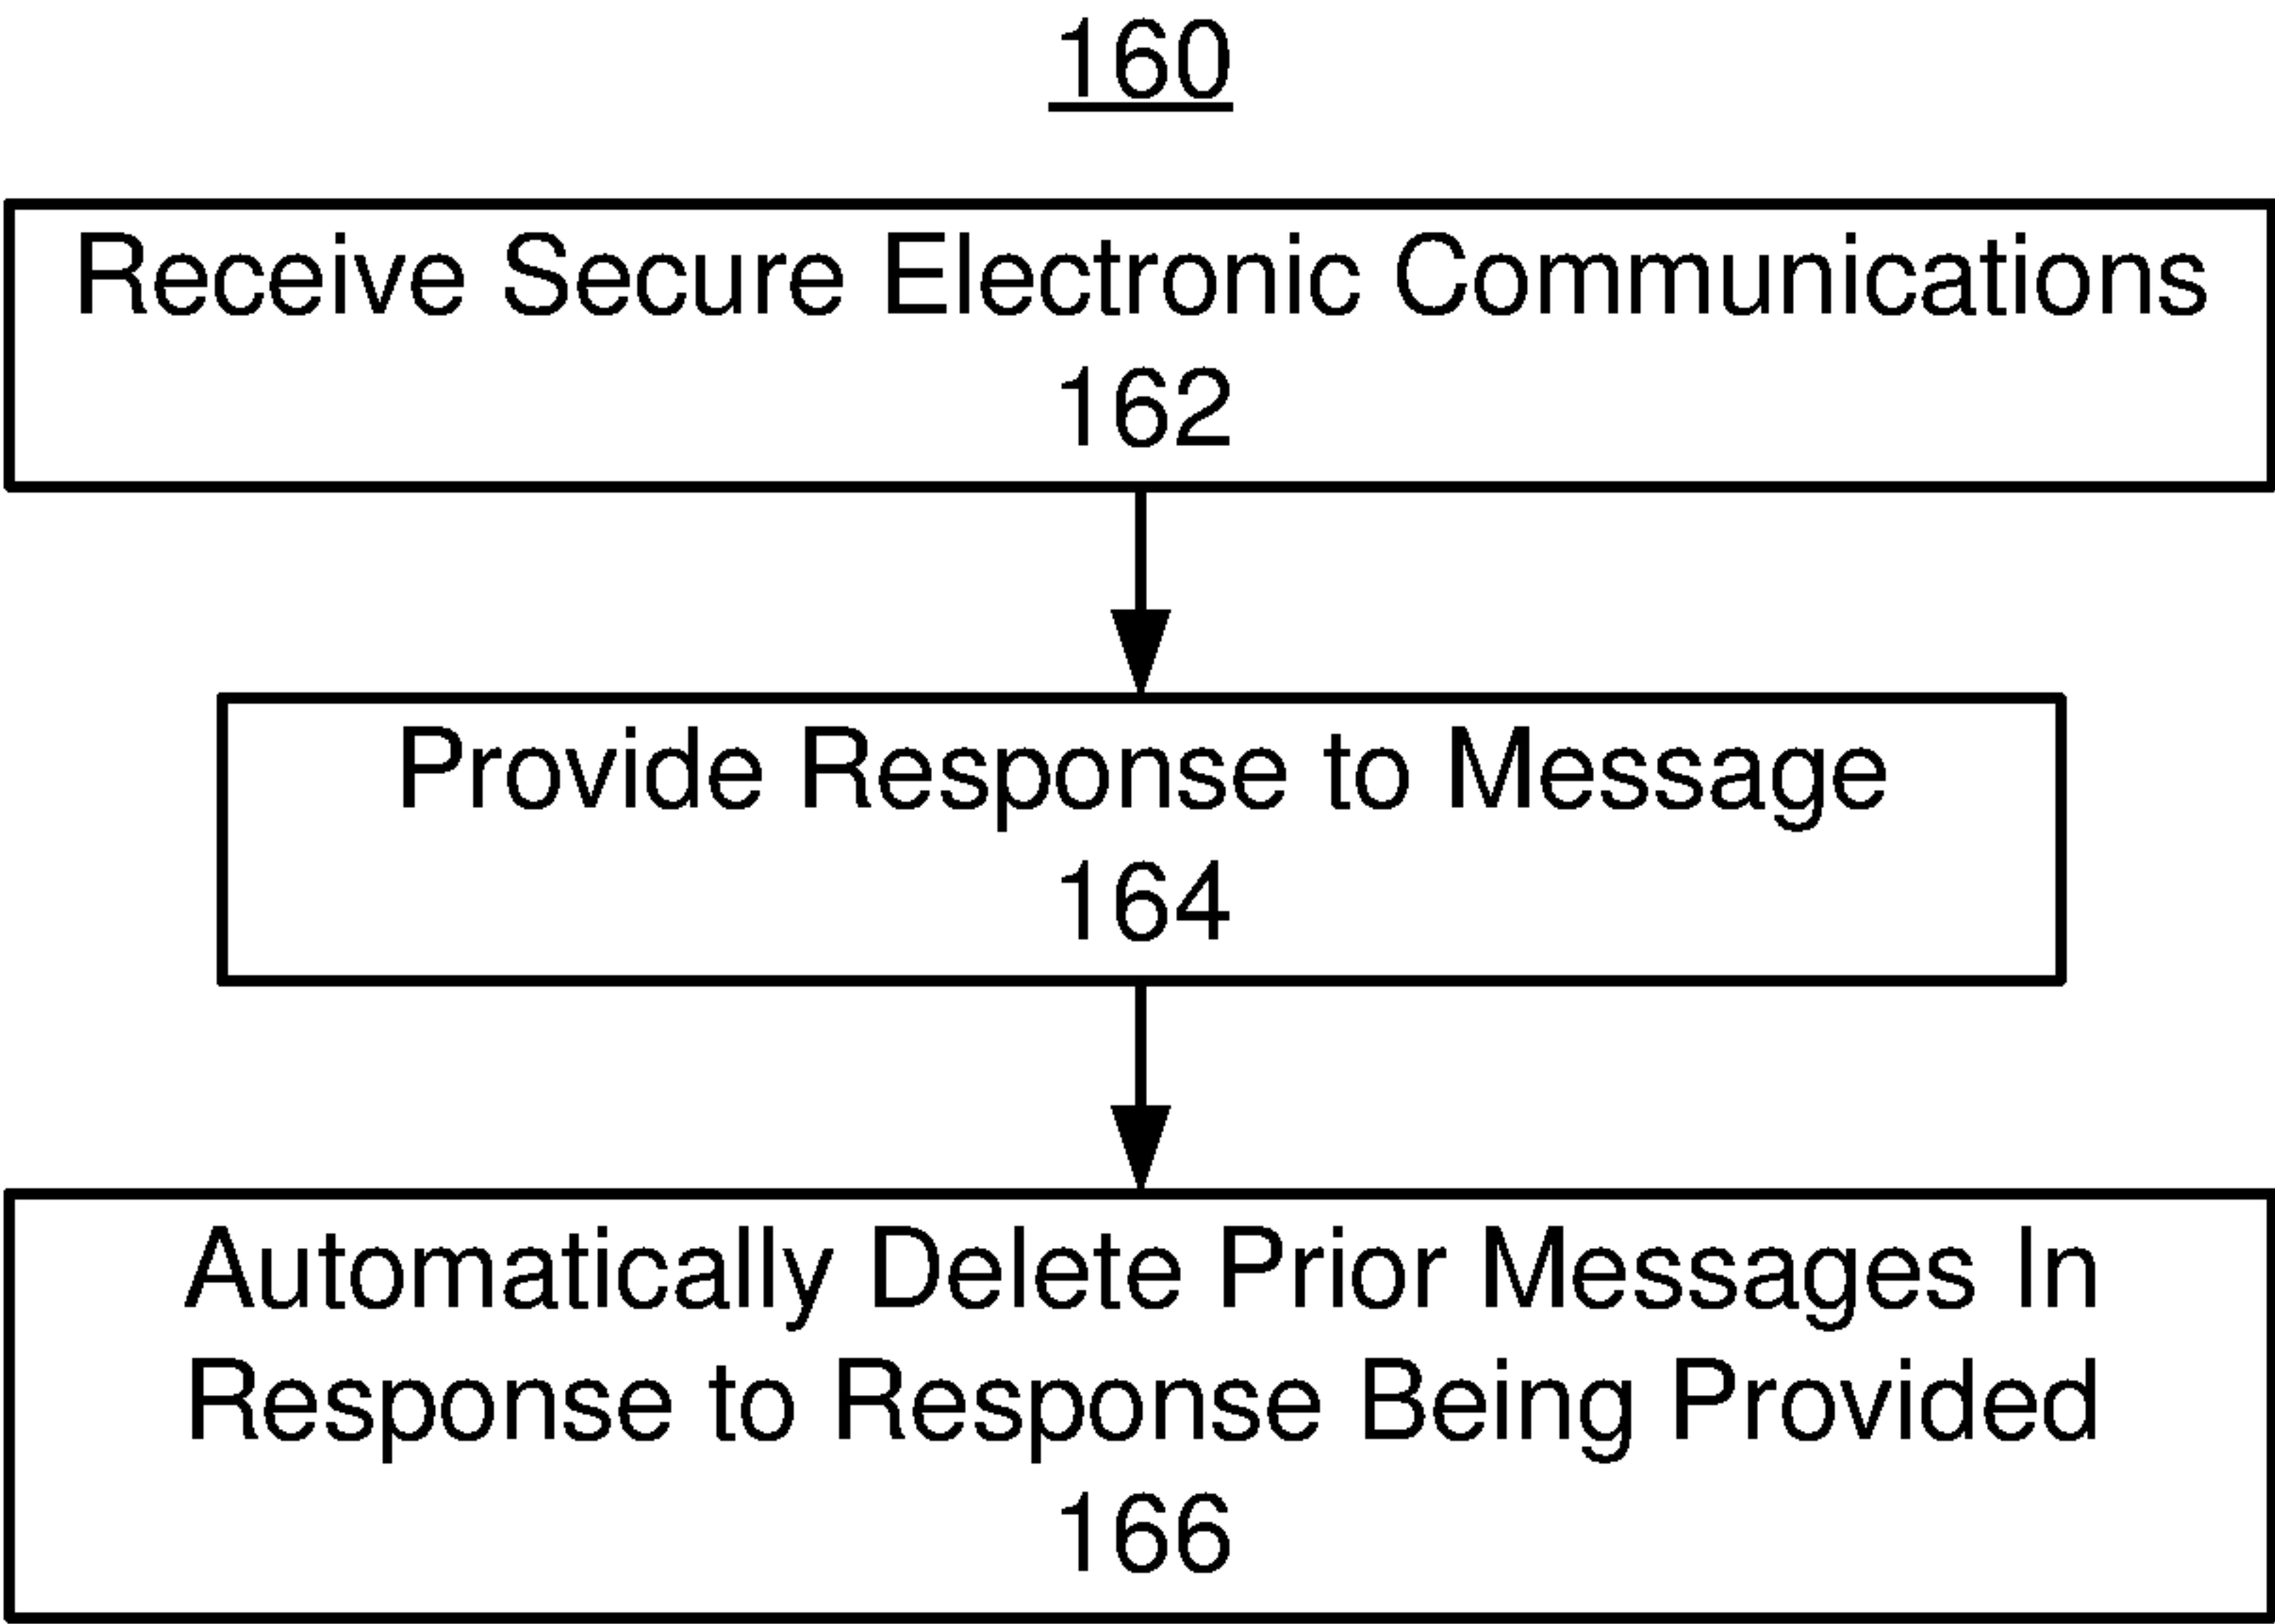 160
Receive Secure Electronic Communications
162
Provide Response to Message
164
Automatically Delete Prior Messages In
Response to Response Being Provided
166